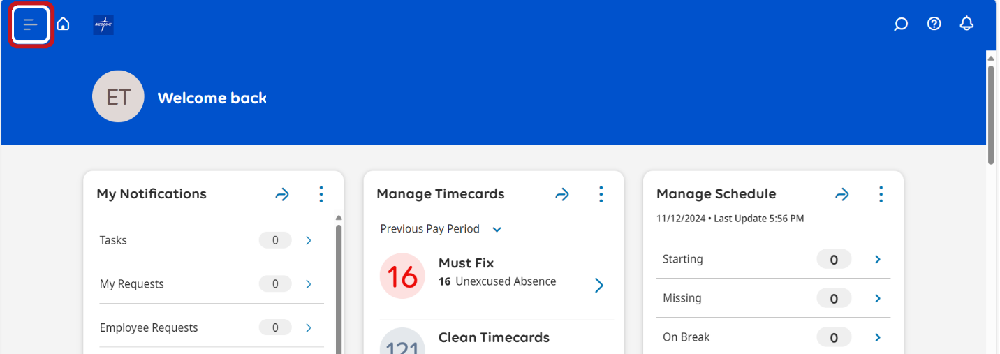 MEDLINE
ET
Welcome back
My Notifications
Tasks 0
My Requests 0
Employee Requests 0
Manage Timecards
Previous Pay Period
16
Must Fix
16 Unexcused Absence
121
Clean Timecards
Manage Schedule
11/12/2024 • Last Update 5:56 PM
Starting 0
Missing 0
On Break 0